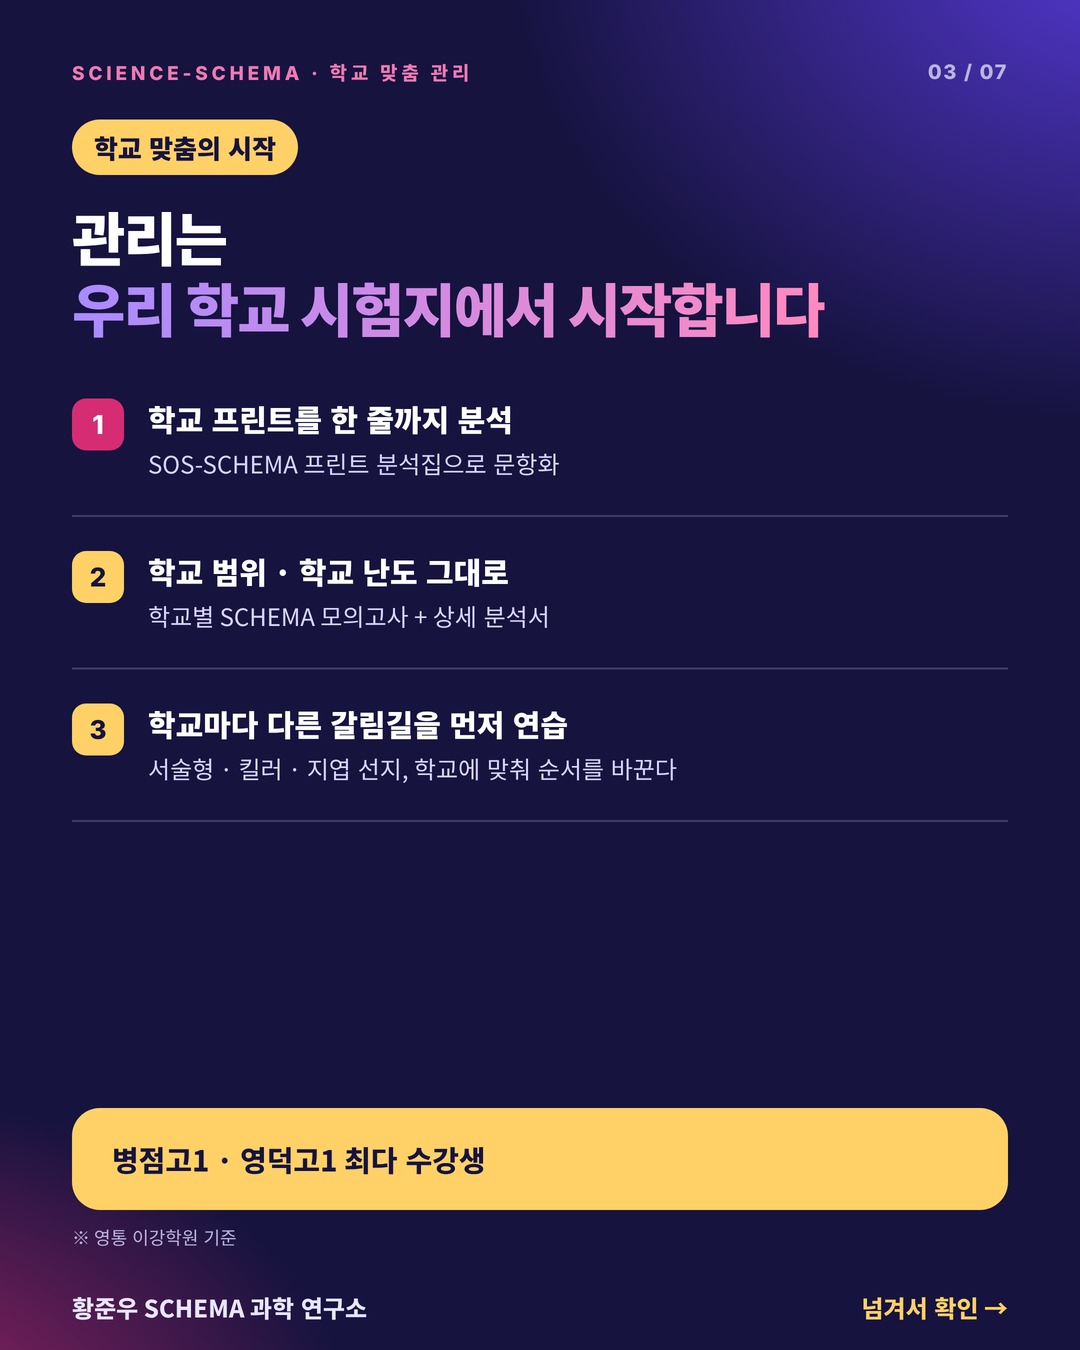 SCIENCE-SCHEMA · 학교 맞춤 관리
03 / 07
학교 맞춤의 시작
관리는
우리 학교 시험지에서 시작합니다
1
학교 프린트를 한 줄까지 분석
SOS-SCHEMA 프린트 분석집으로 문항화
2
학교 범위 · 학교 난도 그대로
학교별 SCHEMA 모의고사 + 상세 분석서
3
학교마다 다른 갈림길을 먼저 연습
서술형 · 킬러 · 지엽 선지, 학교에 맞춰 순서를 바꾼다
병점고1 · 영덕고1 최다 수강생
※ 영통 이강학원 기준
황준우 SCHEMA 과학 연구소
넘겨서 확인 →